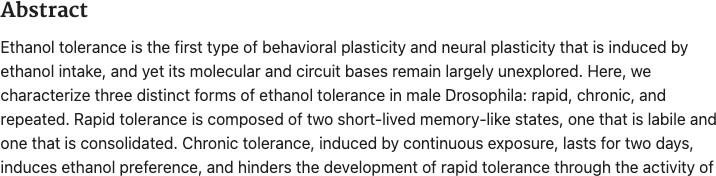 Abstract
Ethanol tolerance is the first type of behavioral plasticity and neural plasticity that is induced by
ethanol intake, and yet its molecular and circuit bases remain largely unexplored. Here, we
characterize three distinct forms of ethanol tolerance in male Drosophila: rapid, chronic, and
repeated. Rapid tolerance is composed of two short-lived memory-like states, one that is labile and
one that is consolidated. Chronic tolerance, induced by continuous exposure, lasts for two days,
induces ethanol preference, and hinders the development of rapid tolerance through the activity of